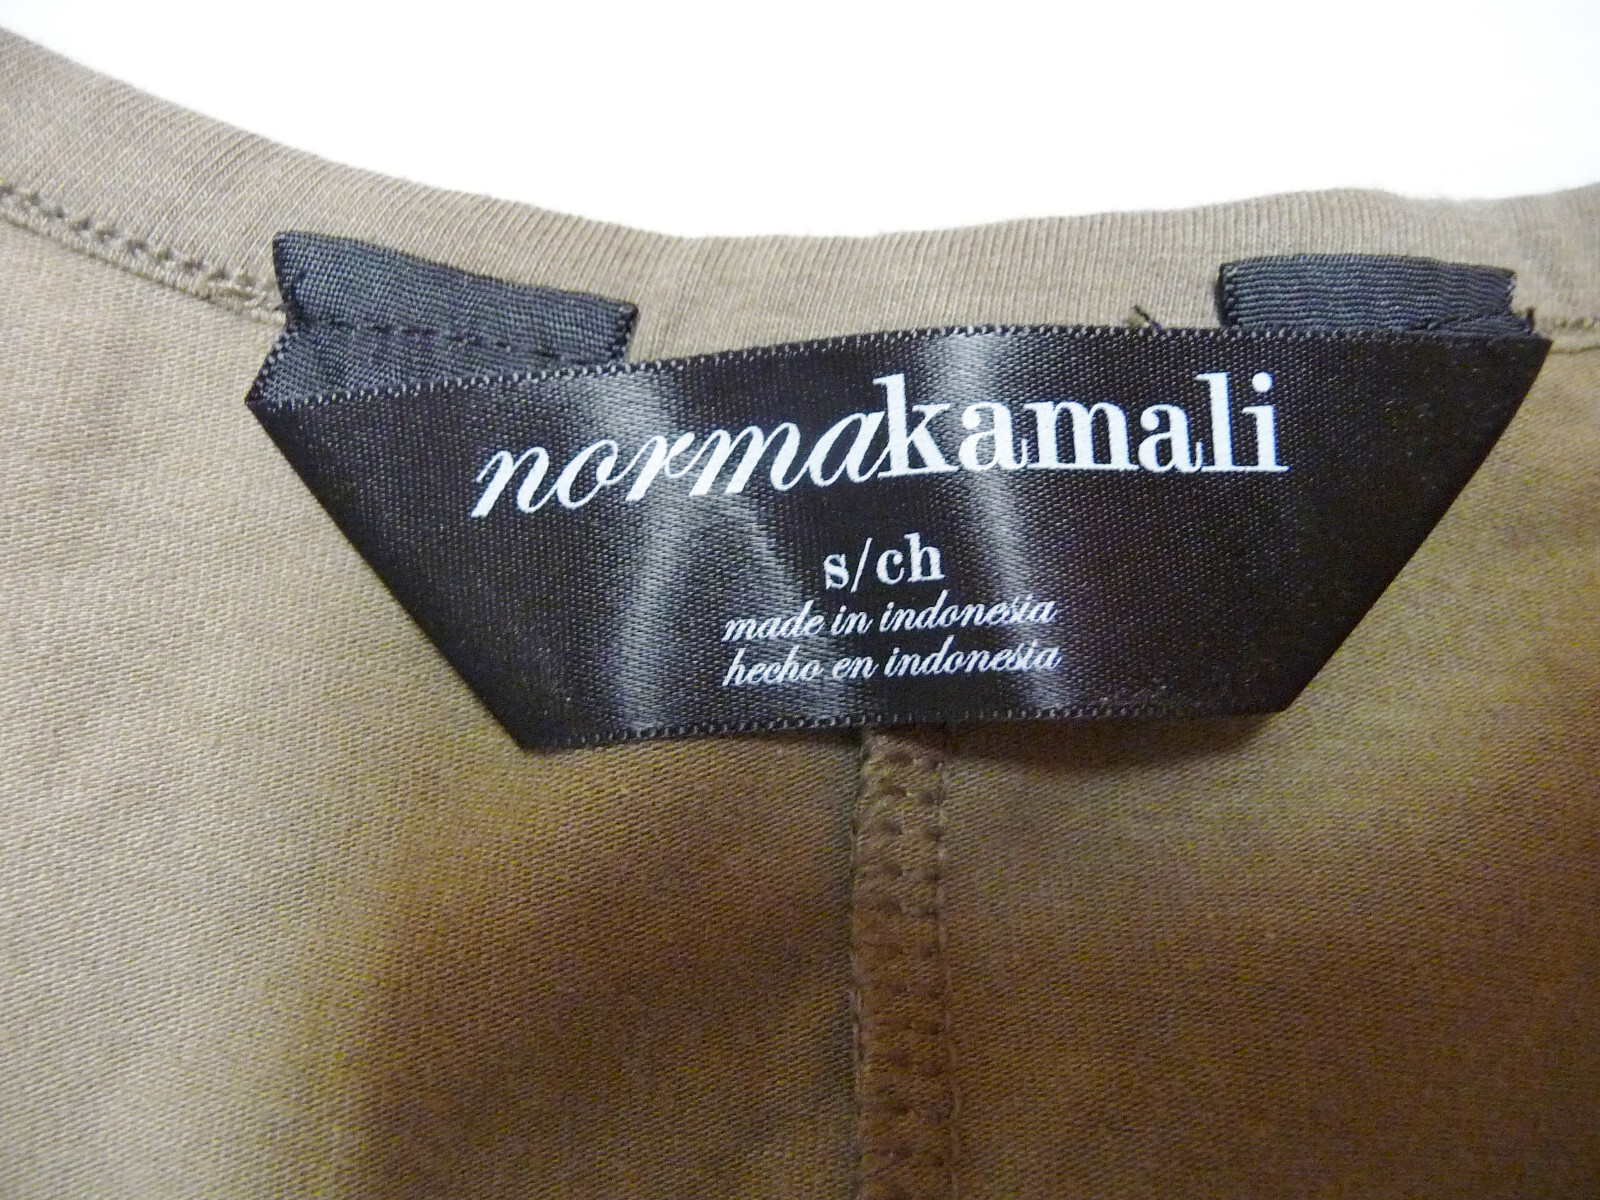 normakamali
s/ch
made in indonesia
hecho en indonesia